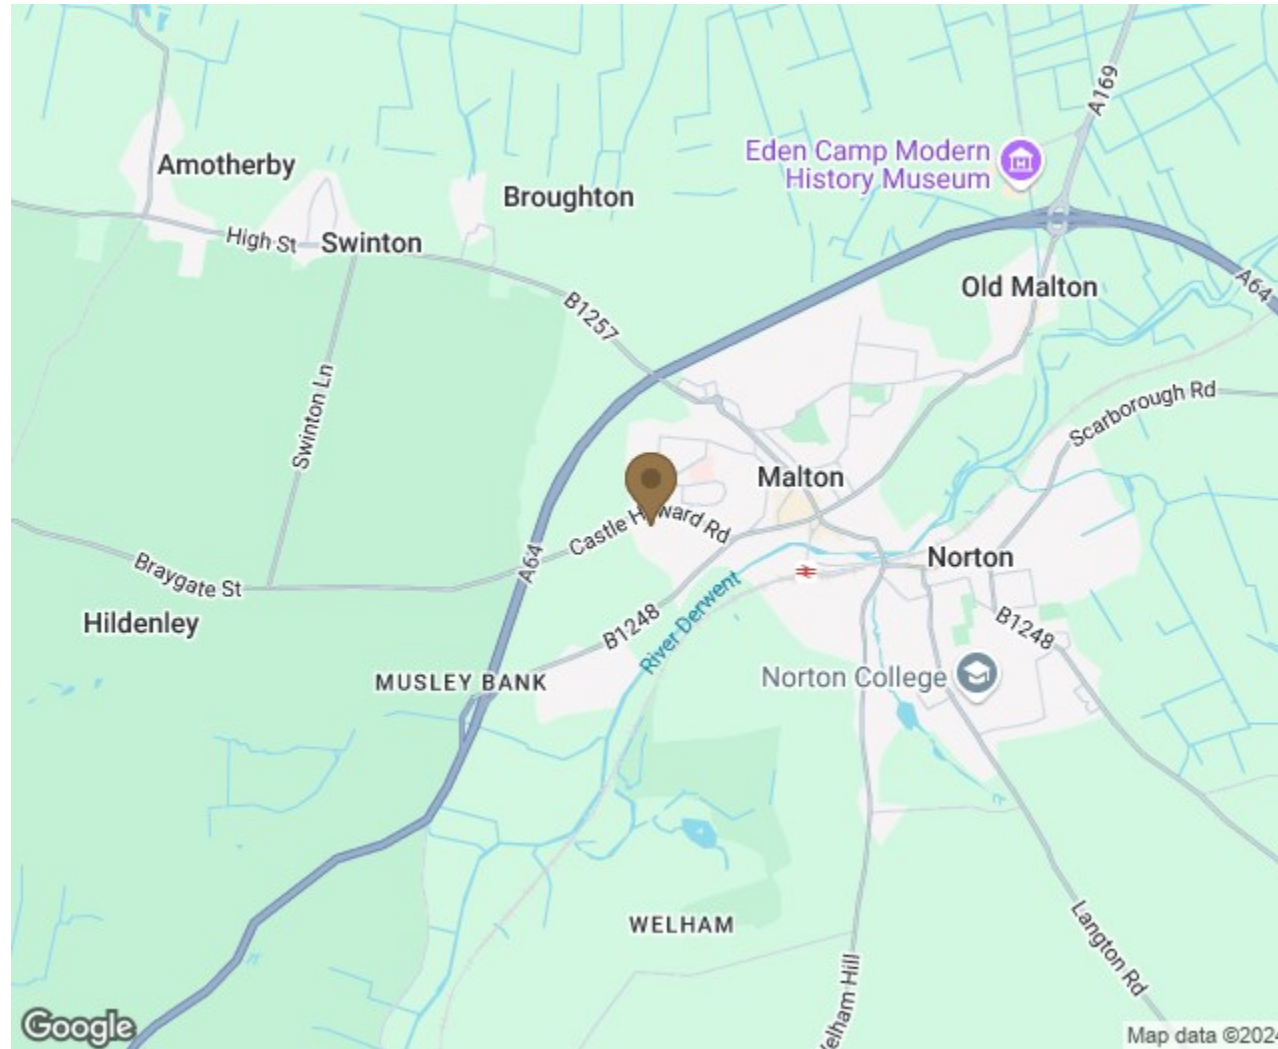 A169
Eden Camp Modern
History Museum
Amotherby
Broughton
High St
Swinton
A64
Old Malton
B1257
Swinton Ln
Scarborough Rd
Malton
Castle Howard Rd
A64
Norton
Braygate St
Hildenley
B1248
River Derwent
B1248
MUSLEY BANK
Norton College
WELHAM
Langton Rd
Welham Hill
Google
Map data ©2024